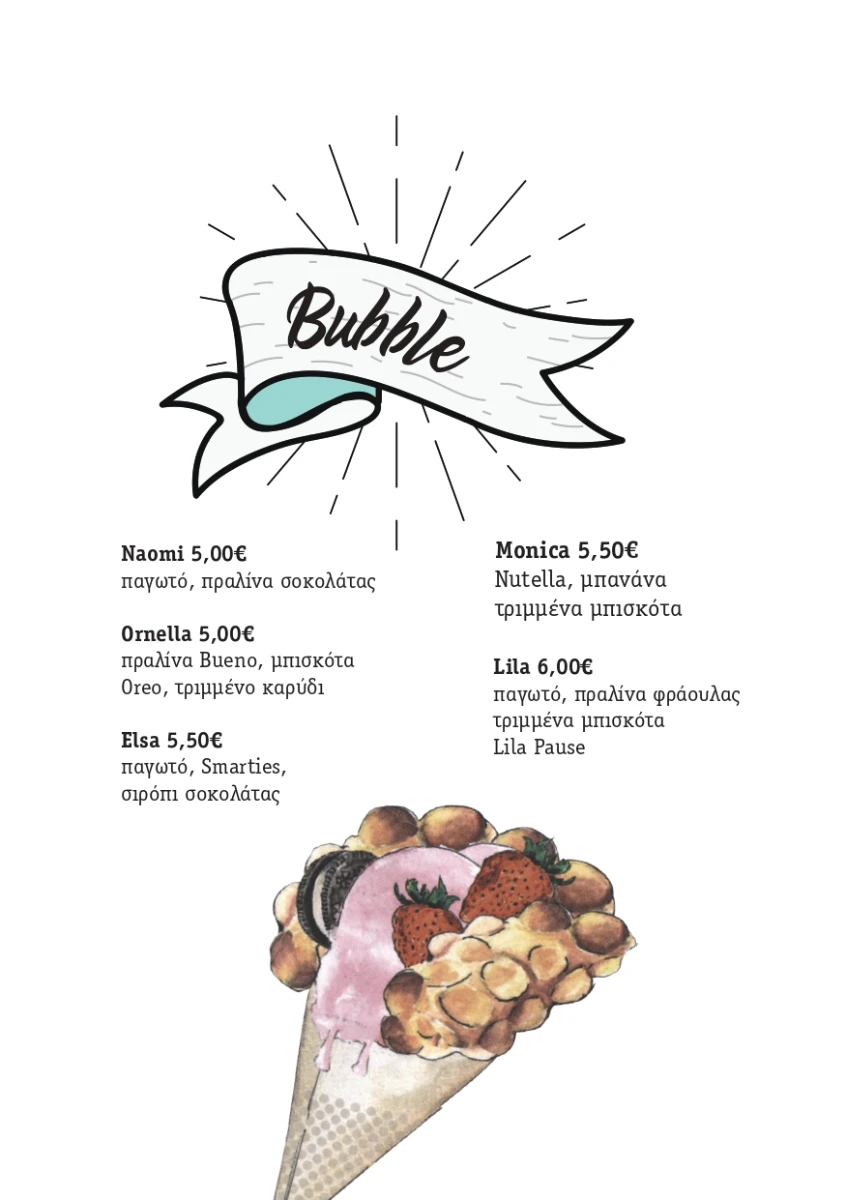 Bubble
Naomi 5,00€
παγωτό, πραλίνα σοκολάτας
Ornella 5,00€
πραλίνα Bueno, μπισκότα
Oreo, τριμμένο καρύδι
Elsa 5,50€
παγωτό, Smarties,
σιρόπι σοκολάτας
Monica 5,50€
Nutella, μπανάνα
τριμμένα μπισκότα
Lila 6,00€
παγωτό, πραλίνα φράουλας
τριμμένα μπισκότα
Lila Pause